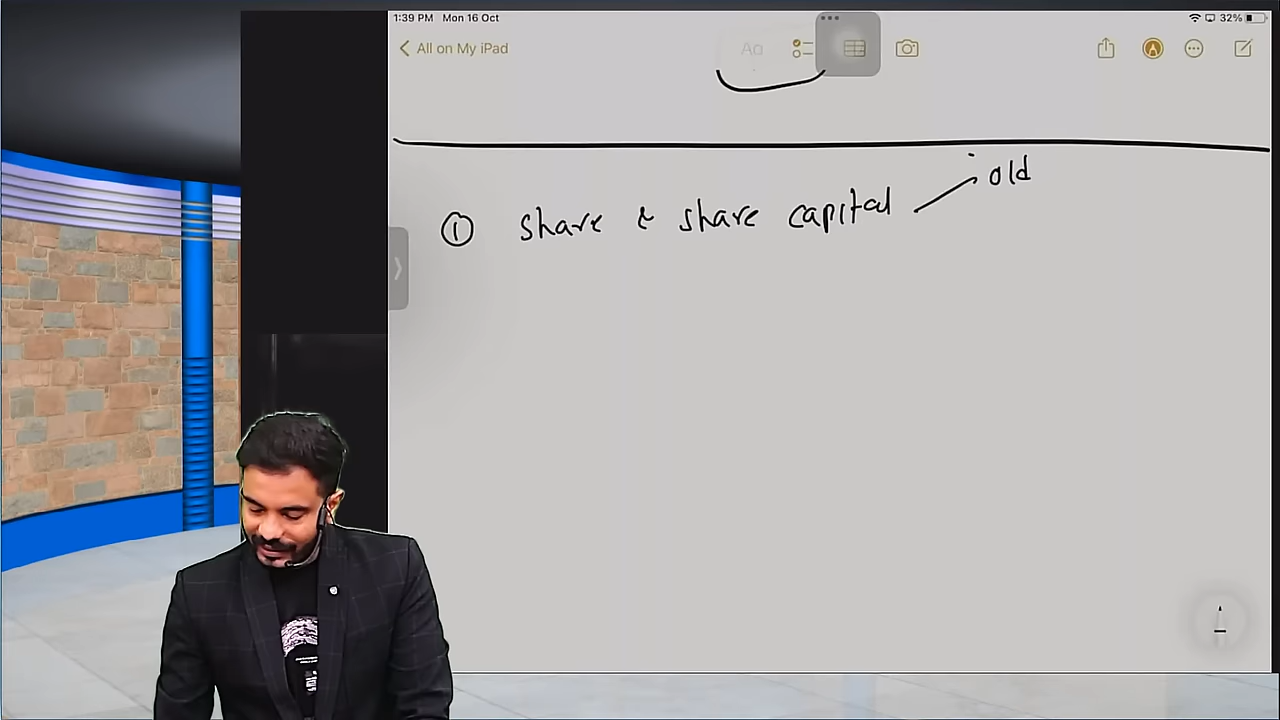 1:39 PM Mon 16 Oct
32%
All on My iPad
Aa
old
① share & share capital